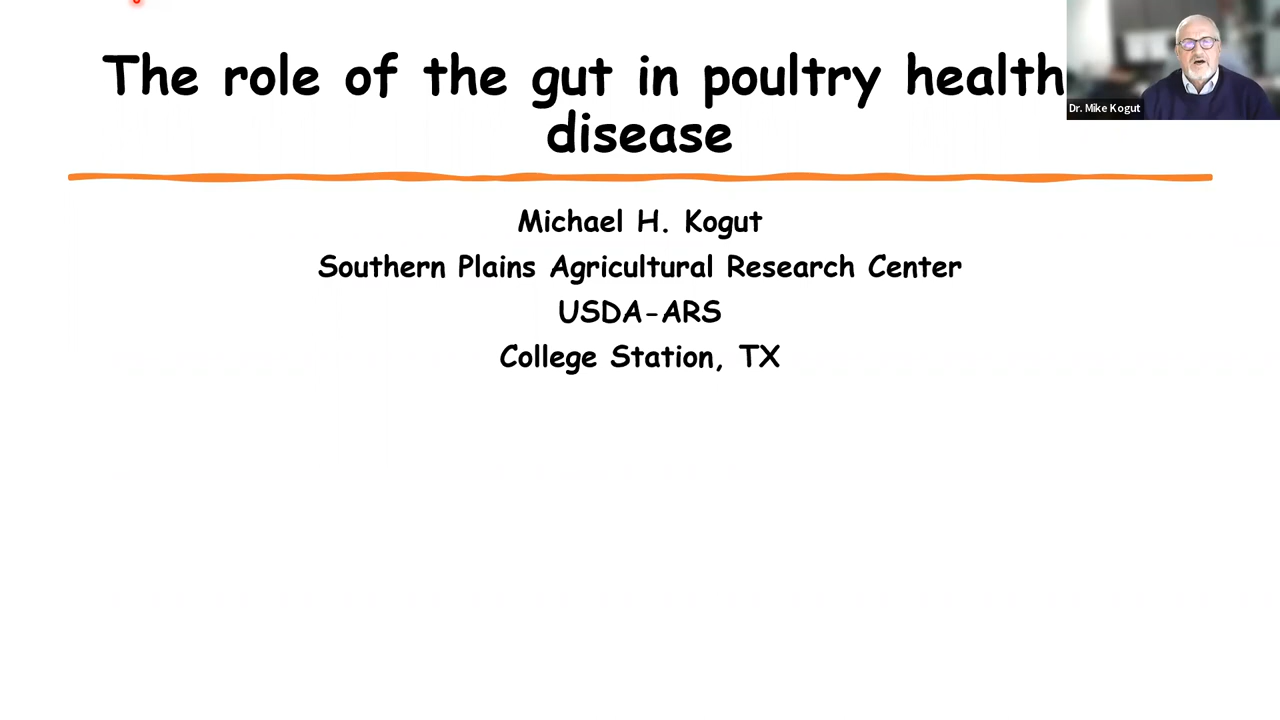 The role of the gut in poultry health
disease
Dr. Mike Kogut
Michael H. Kogut
Southern Plains Agricultural Research Center
USDA-ARS
College Station, TX